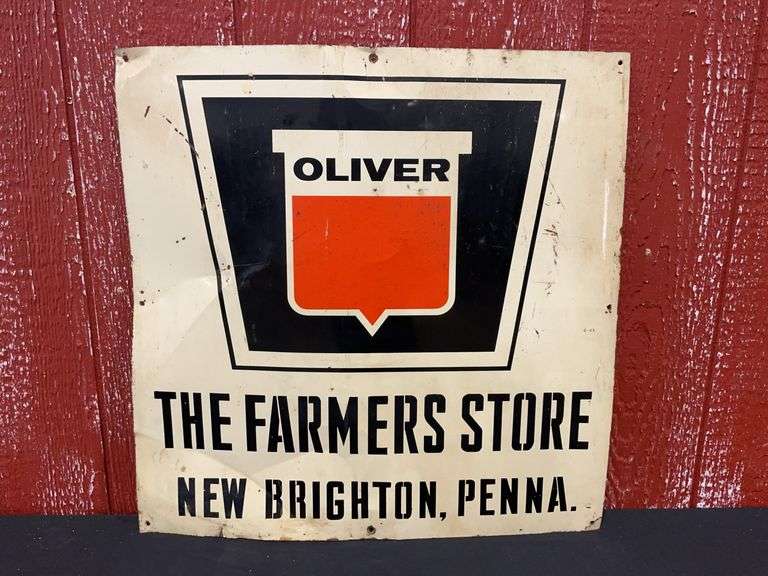 OLIVER
THE FARMERS STORE
NEW BRIGHTON, PENNA.